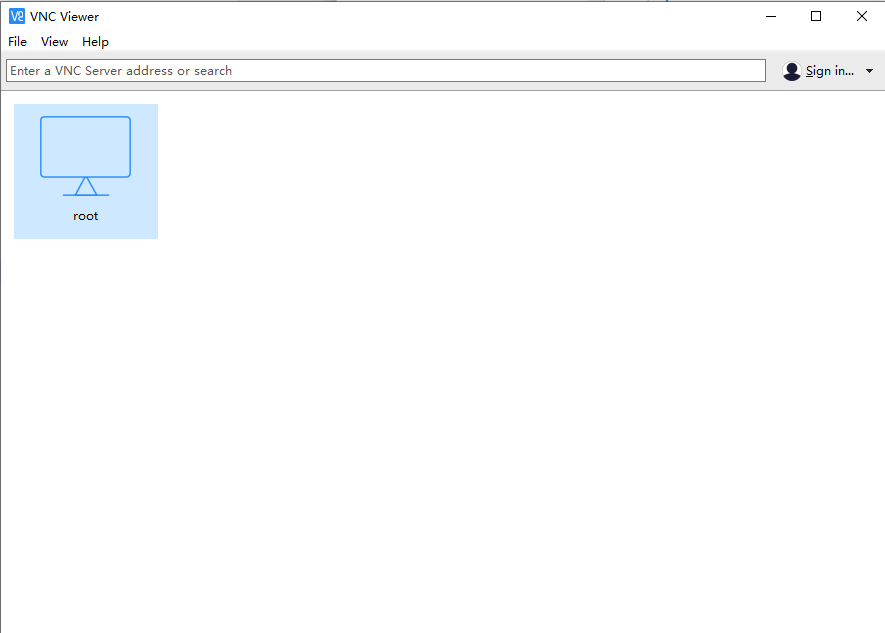 VNC Viewer
File View Help
Enter a VNC Server address or search
Sign in...
root